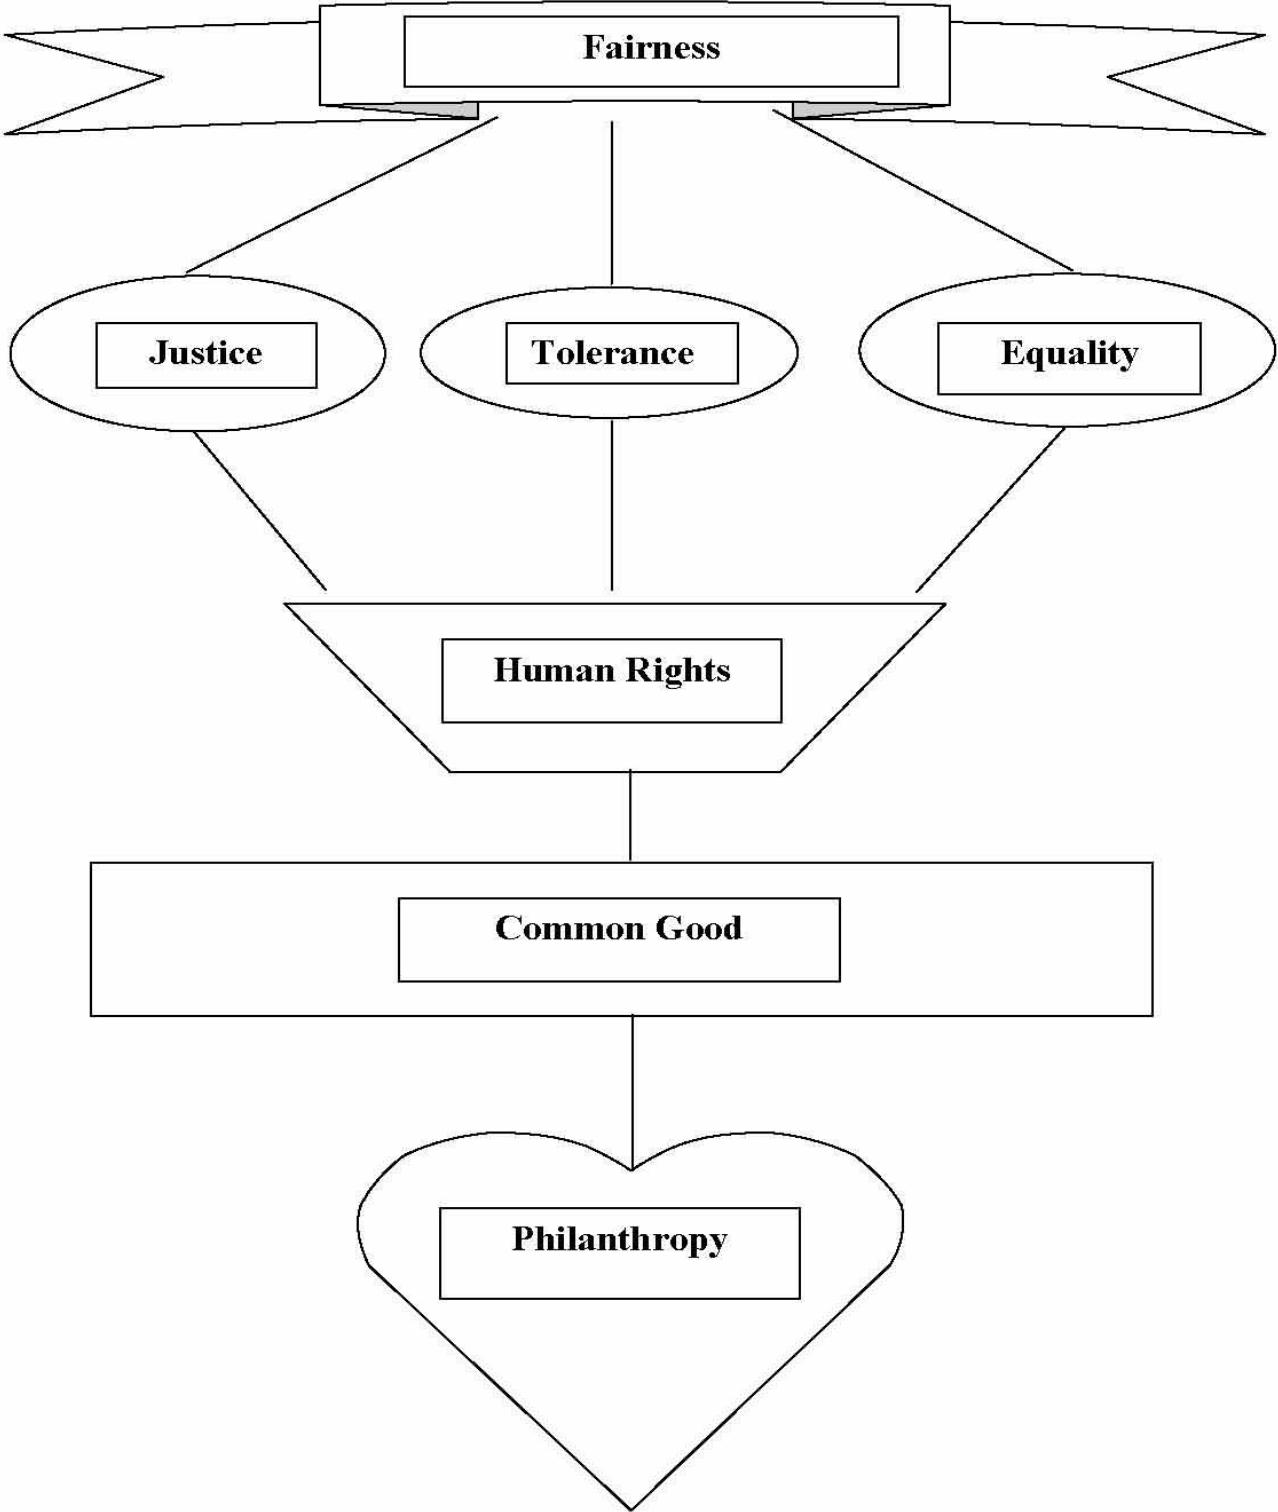 Fairness
Justice
Tolerance
Equality
Human Rights
Common Good
Philanthropy